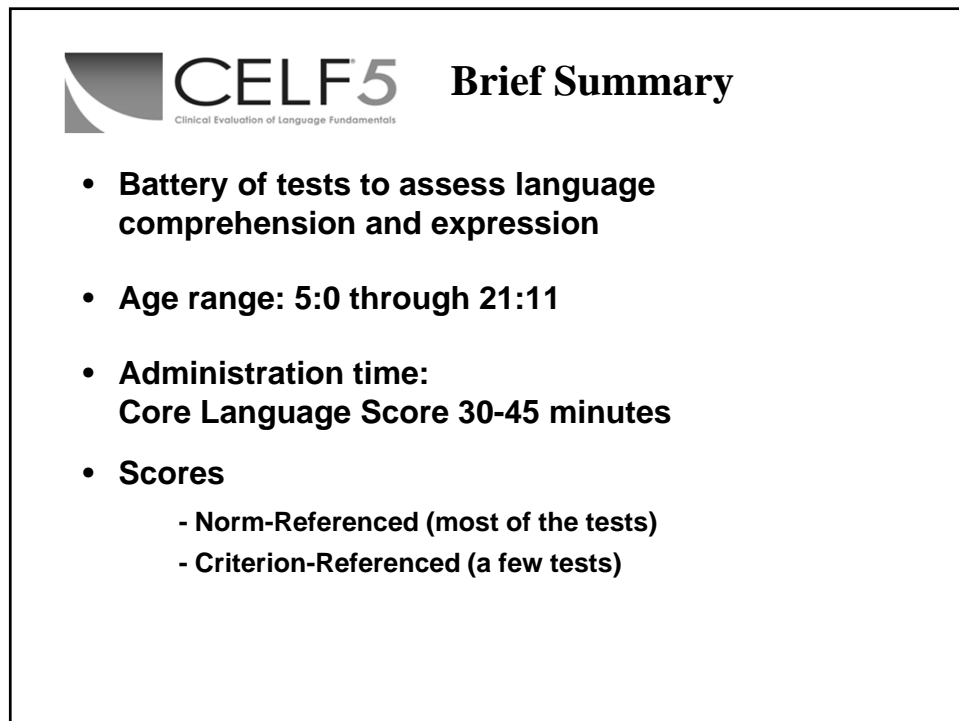 CELF®5 Brief Summary
Clinical Evaluation of Language Fundamentals
• Battery of tests to assess language
comprehension and expression
• Age range: 5:0 through 21:11
• Administration time:
Core Language Score 30-45 minutes
• Scores
- Norm-Referenced (most of the tests)
- Criterion-Referenced (a few tests)